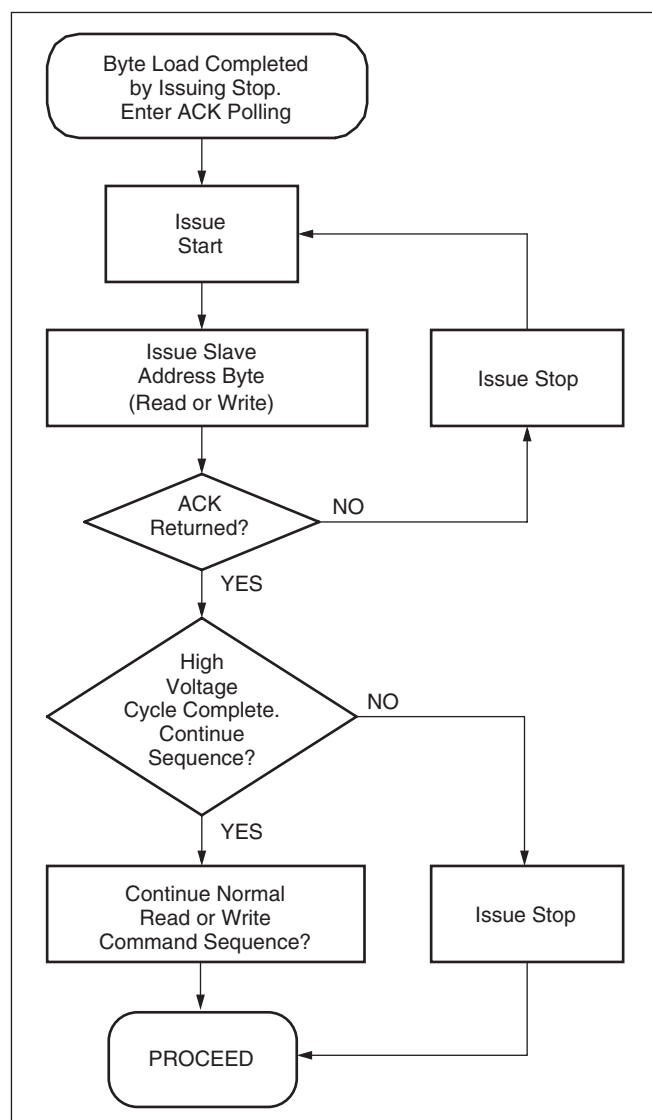 Byte Load Completed
by Issuing Stop.
Enter ACK Polling
Issue
Start
Issue Slave
Address Byte
(Read or Write)
Issue Stop
ACK
Returned?
NO
YES
High
Voltage
Cycle Complete.
Continue
Sequence?
NO
YES
Continue Normal
Read or Write
Command Sequence?
Issue Stop
PROCEED